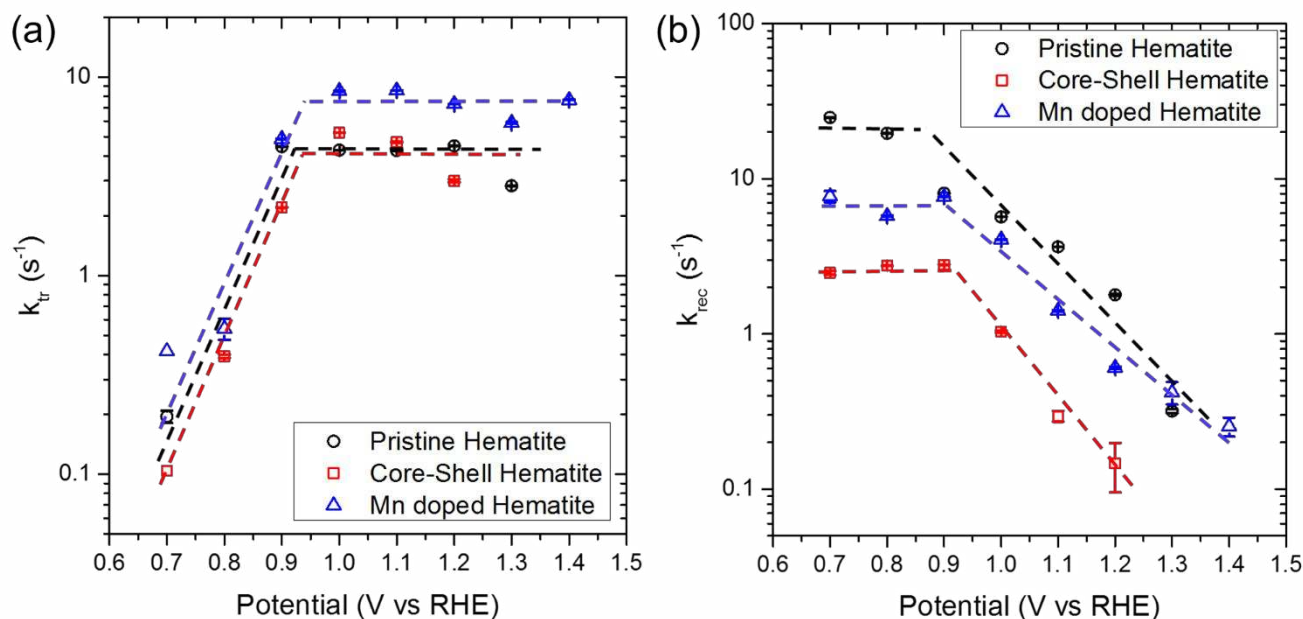 (a)
10
1
0.1
k_tr (s⁻¹)
Pristine Hematite
Core-Shell Hematite
Mn doped Hematite
0.6 0.7 0.8 0.9 1.0 1.1 1.2 1.3 1.4 1.5
Potential (V vs RHE)
(b)
100
10
1
0.1
k_rec (s⁻¹)
Pristine Hematite
Core-Shell Hematite
Mn doped Hematite
0.6 0.7 0.8 0.9 1.0 1.1 1.2 1.3 1.4 1.5
Potential (V vs RHE)